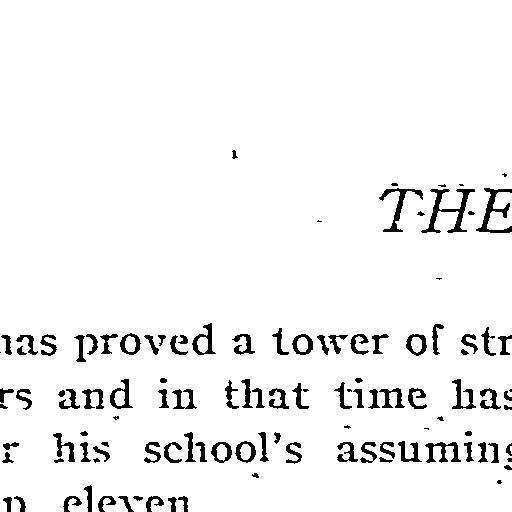 THE
has proved a tower of str
rs and in that time has
r his school's assuming
p eleven